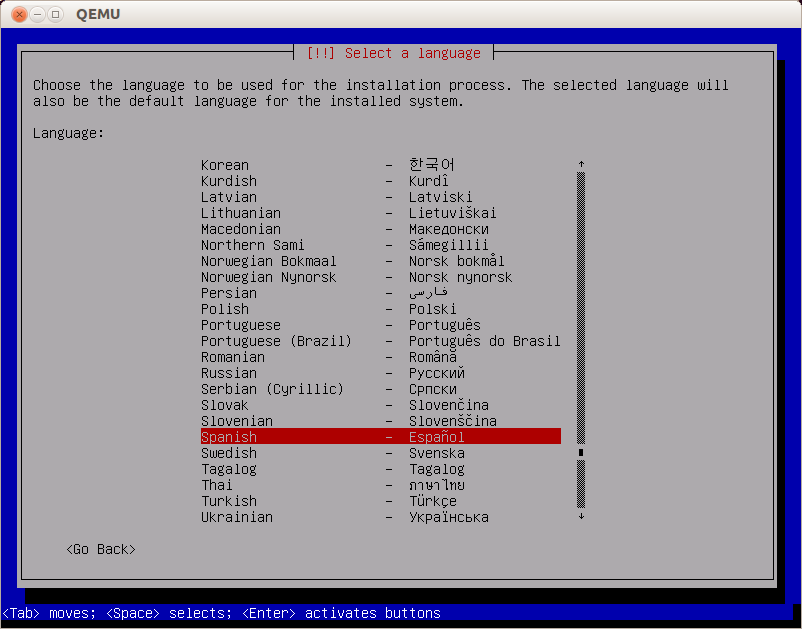 QEMU
[!!] Select a language
Choose the language to be used for the installation process. The selected language will
also be the default language for the installed system.
Language:
Korean - 한국어
Kurdish - Kurdî
Latvian - Latviski
Lithuanian - Lietuviškai
Macedonian - Македонски
Northern Sami - Sámegillii
Norwegian Bokmaal - Norsk bokmål
Norwegian Nynorsk - Norsk nynorsk
Persian - فارسی
Polish - Polski
Portuguese - Português
Portuguese (Brazil) - Português do Brasil
Romanian - Română
Russian - Русский
Serbian (Cyrillic) - Српски
Slovak - Slovenčina
Slovenian - Slovenščina
Spanish - Español
Swedish - Svenska
Tagalog - Tagalog
Thai - ภาษาไทย
Turkish - Türkçe
Ukrainian - Українська
<Go Back>
<Tab> moves; <Space> selects; <Enter> activates buttons